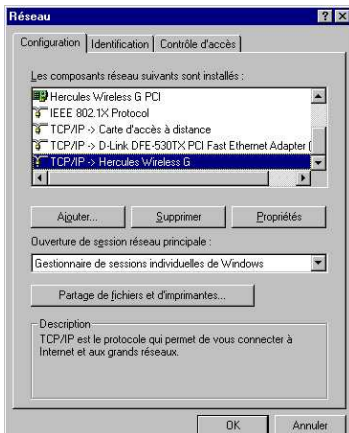 Réseau
Configuration Identification Contrôle d'accès
Les composants réseau suivants sont installés :
Hercules Wireless G PCI
IEEE 802.1X Protocol
TCP/IP -> Carte d'accès à distance
TCP/IP -> D-Link DFE-530TX PCI Fast Ethernet Adapter (
TCP/IP -> Hercules Wireless G
Ajouter... Supprimer Propriétés
Ouverture de session réseau principale :
Gestionnaire de sessions individuelles de Windows
Partage de fichiers et d'imprimantes...
Description
TCP/IP est le protocole qui permet de vous connecter à
Internet et aux grands réseaux.
OK Annuler